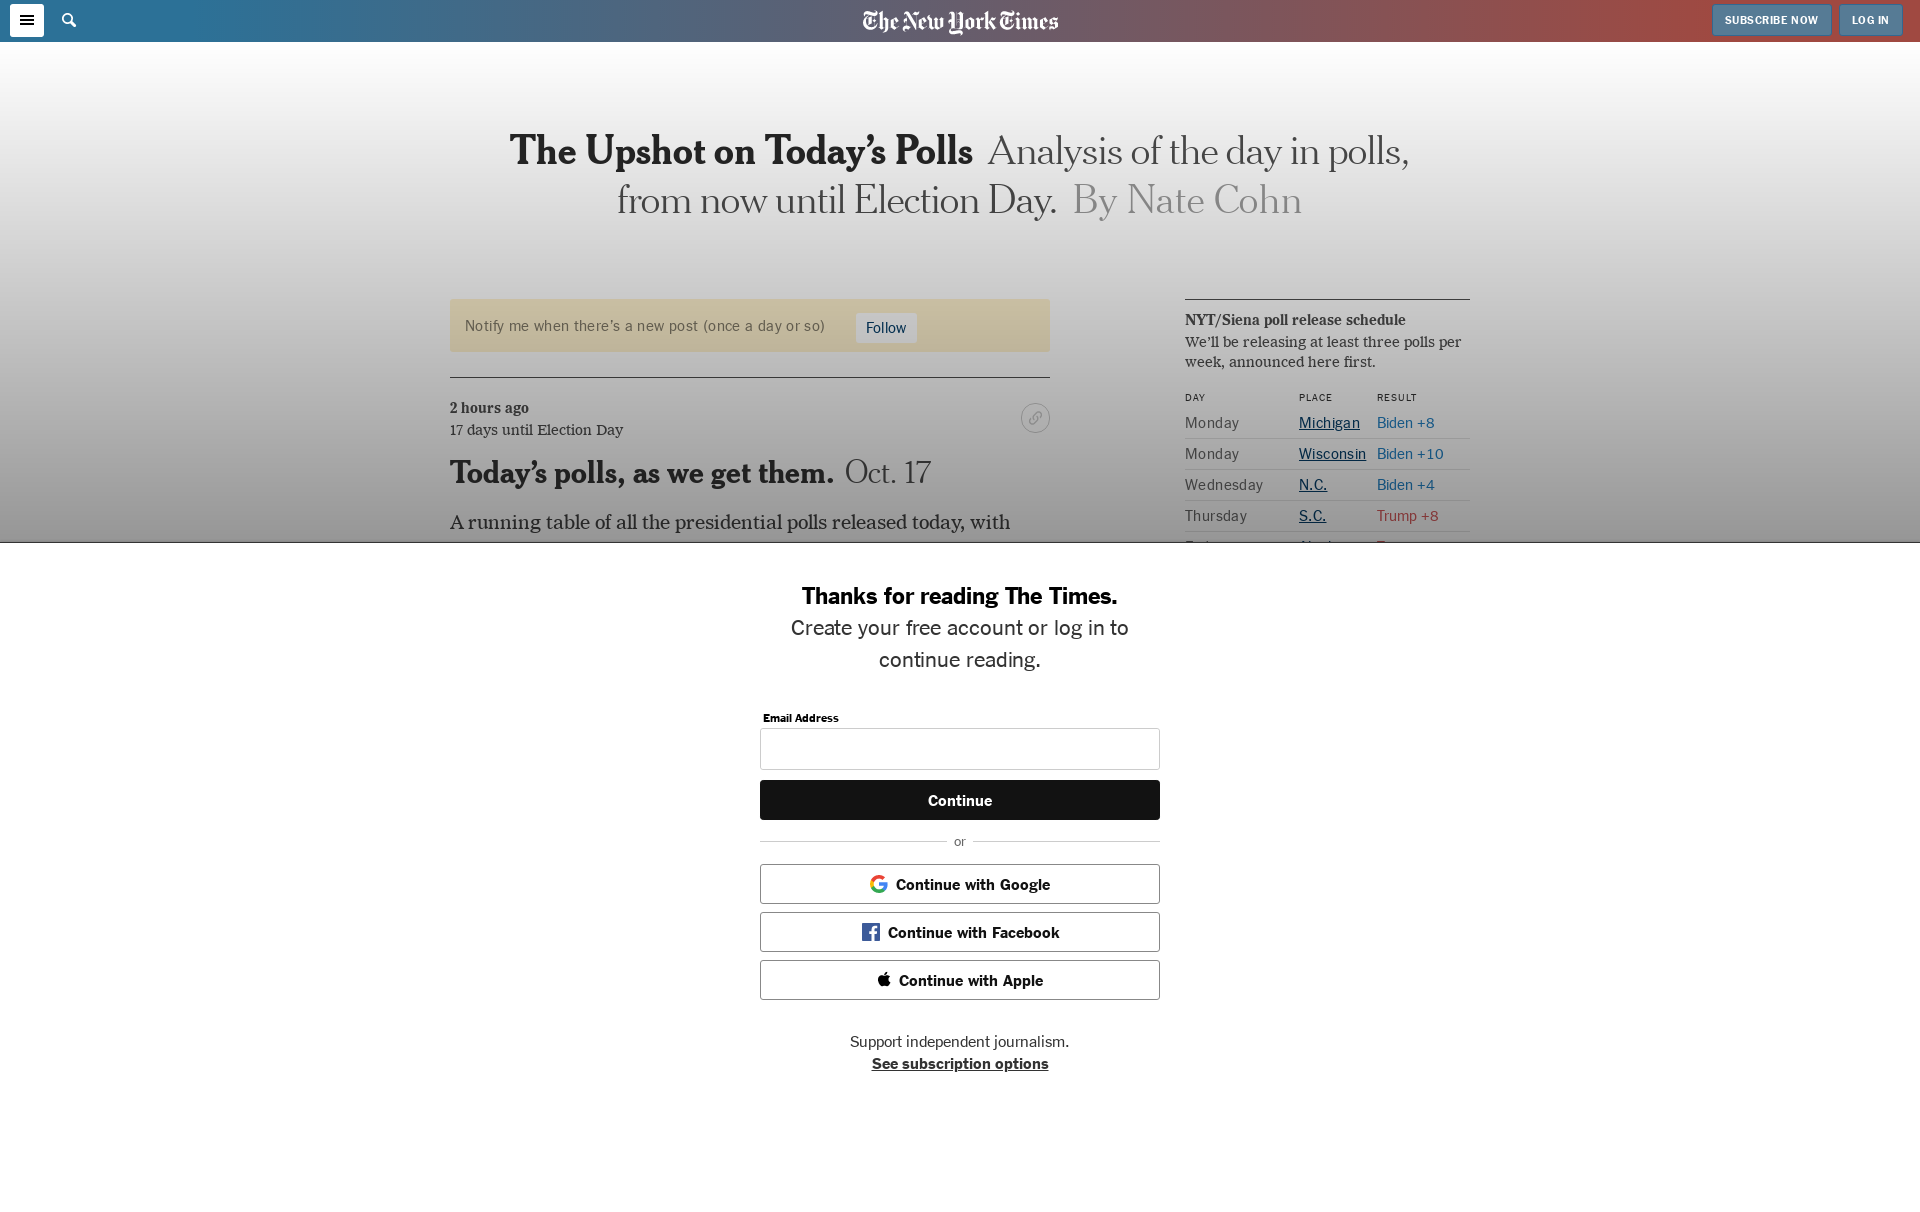 The New York Times
SUBSCRIBE NOW
LOG IN
The Upshot on Today’s Polls Analysis of the day in polls,
from now until Election Day. By Nate Cohn
Notify me when there’s a new post (once a day or so)
Follow
2 hours ago
17 days until Election Day
Today’s polls, as we get them. Oct. 17
A running table of all the presidential polls released today, with
NYT/Siena poll release schedule
We’ll be releasing at least three polls per
week, announced here first.
DAY PLACE RESULT
Monday Michigan Biden +8
Monday Wisconsin Biden +10
Wednesday N.C. Biden +4
Thursday S.C. Trump +8
Thanks for reading The Times.
Create your free account or log in to
continue reading.
Email Address
Continue
or
Continue with Google
Continue with Facebook
Continue with Apple
Support independent journalism.
See subscription options